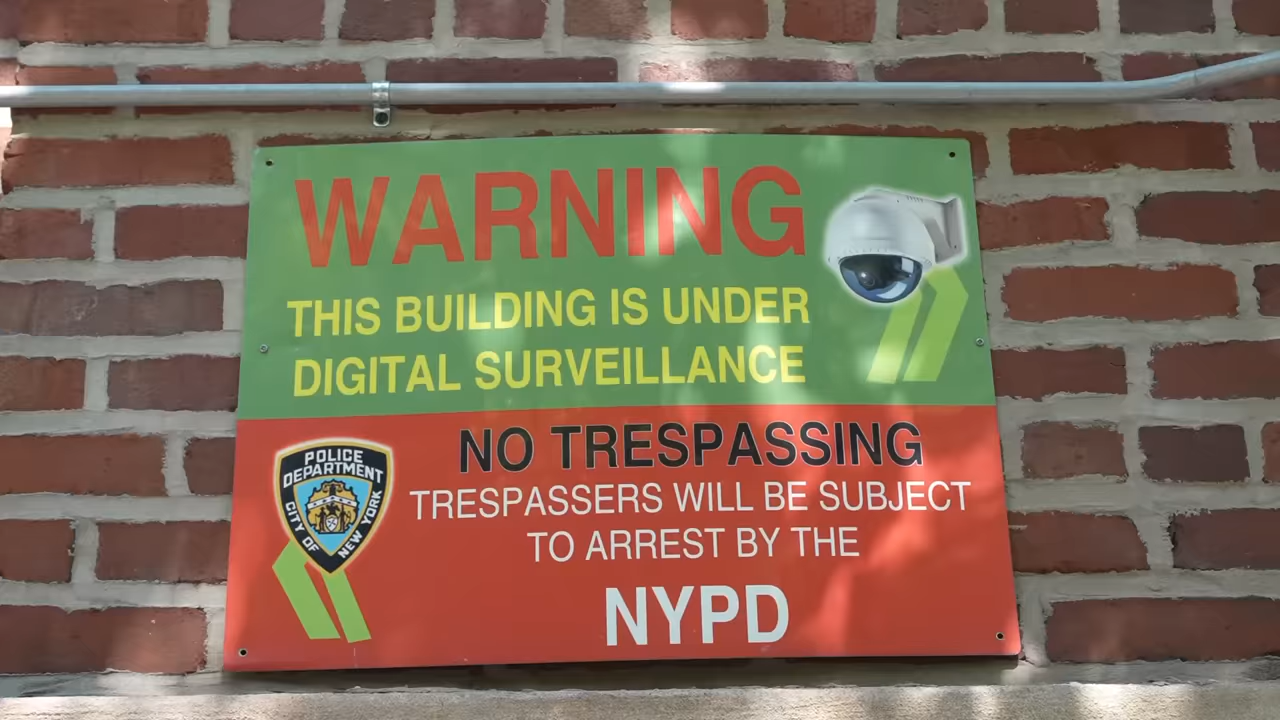 WARNING
THIS BUILDING IS UNDER
DIGITAL SURVEILLANCE
NO TRESPASSING
TRESPASSERS WILL BE SUBJECT
TO ARREST BY THE
NYPD
POLICE
DEPARTMENT
CITY OF
NEW YORK